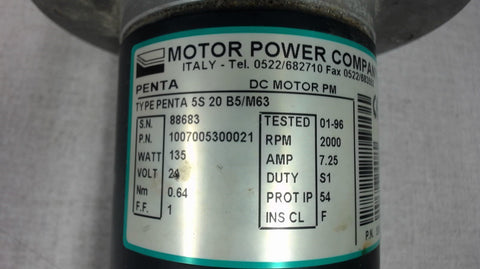 MOTOR POWER COMPAN
ITALY - Tel. 0522/682710 Fax 0522/683552
PENTA DC MOTOR PM
TYPE PENTA 5S 20 B5/M63
S.N. 88683
P.N. 1007005300021
WATT 135
VOLT 24
Nm 0.64
F.F. 1
TESTED 01-96
RPM 2000
AMP 7.25
DUTY S1
PROT IP 54
INS CL F
P.N.